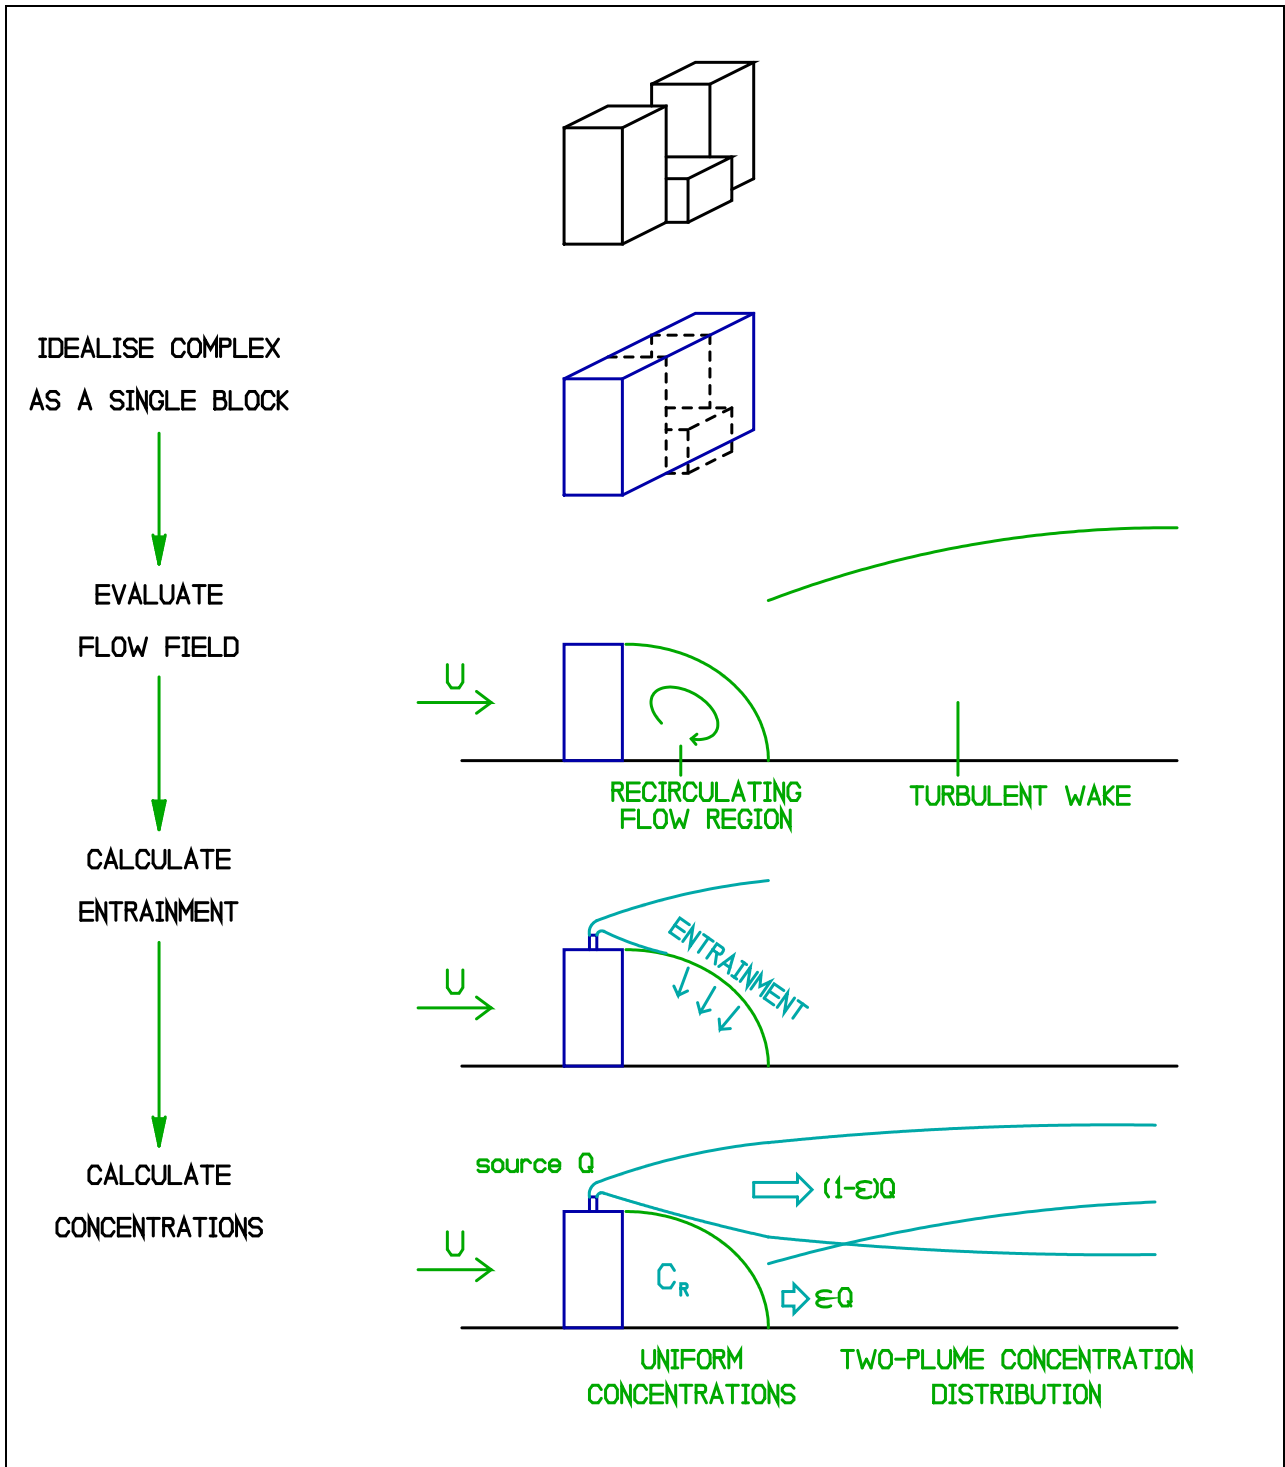 IDEALISE COMPLEX
AS A SINGLE BLOCK
EVALUATE
FLOW FIELD
U
RECIRCULATING
FLOW REGION
TURBULENT WAKE
CALCULATE
ENTRAINMENT
ENTRAINMENT
U
CALCULATE
CONCENTRATIONS
source Q
(1-ε)Q
U
C_R
εQ
UNIFORM
CONCENTRATIONS
TWO-PLUME CONCENTRATION
DISTRIBUTION